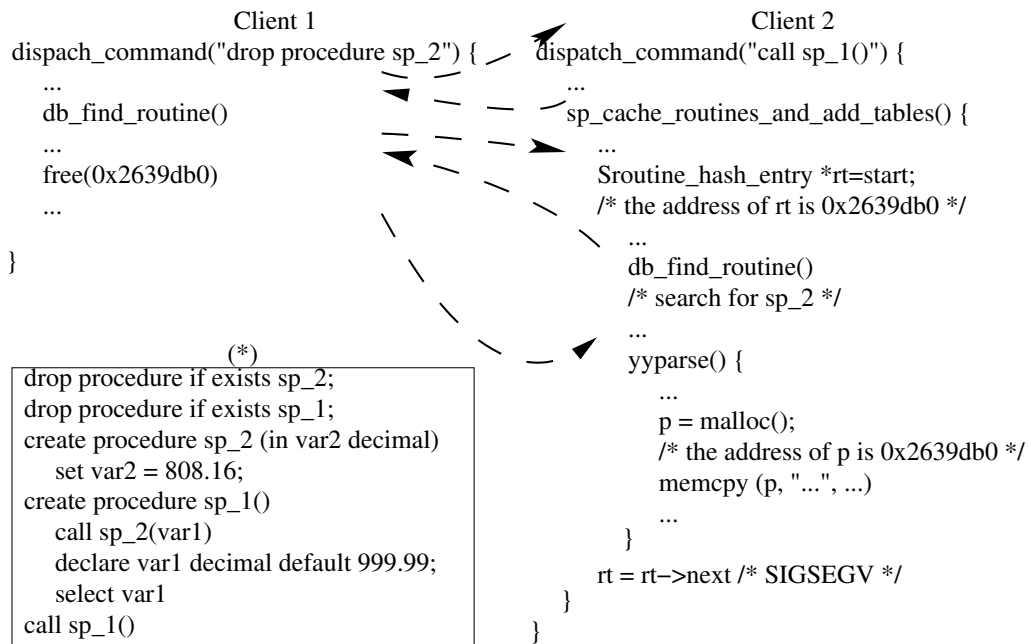 Client 1
dispach_command("drop procedure sp_2") {
...
db_find_routine()
...
free(0x2639db0)
...
}
Client 2
dispatch_command("call sp_1()") {
...
sp_cache_routines_and_add_tables() {
...
Sroutine_hash_entry *rt=start;
/* the address of rt is 0x2639db0 */
...
db_find_routine()
/* search for sp_2 */
...
yyparse() {
...
p = malloc();
/* the address of p is 0x2639db0 */
memcpy (p, "...", ...)
...
}
rt = rt−>next /* SIGSEGV */
}
}
(*)
drop procedure if exists sp_2;
drop procedure if exists sp_1;
create procedure sp_2 (in var2 decimal)
set var2 = 808.16;
create procedure sp_1()
call sp_2(var1)
declare var1 decimal default 999.99;
select var1
call sp_1()